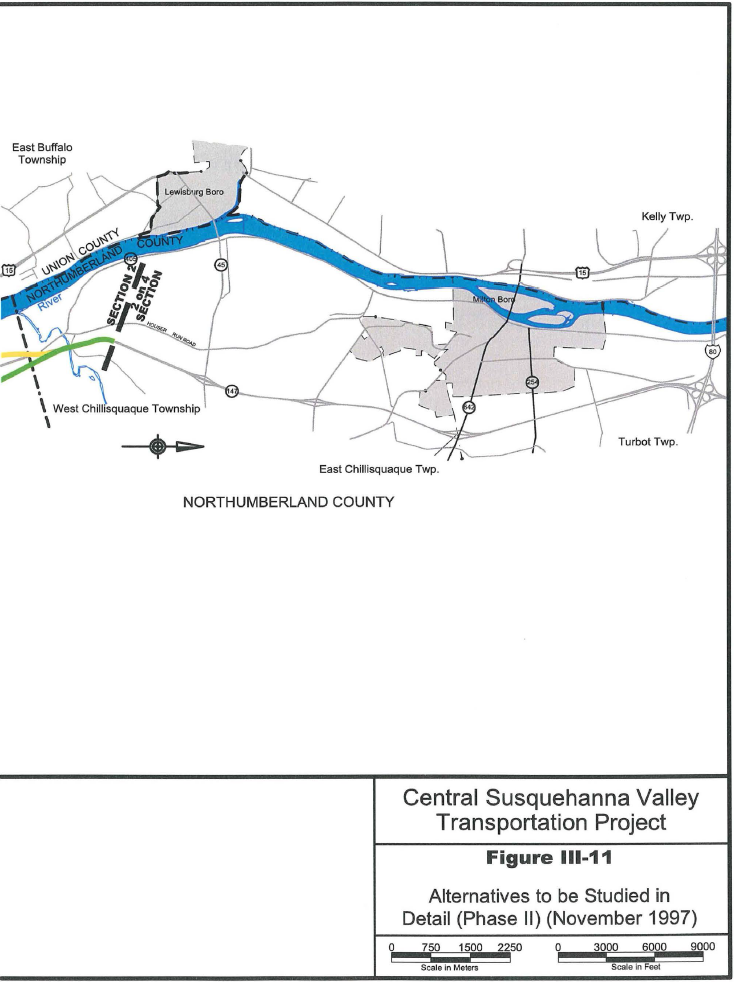 East Buffalo
Township
Lewisburg Boro
Kelly Twp.
UNION COUNTY
NORTHUMBERLAND COUNTY
River
15
405
45
15
SECTION 2
2 on 4
SECTION
Milton Boro
HOUSER RUN ROAD
80
147
254
642
West Chillisquaque Township
Turbot Twp.
East Chillisquaque Twp.
NORTHUMBERLAND COUNTY
Central Susquehanna Valley
Transportation Project
Figure III-11
Alternatives to be Studied in
Detail (Phase II) (November 1997)
0 750 1500 2250
Scale in Meters
0 3000 6000 9000
Scale in Feet